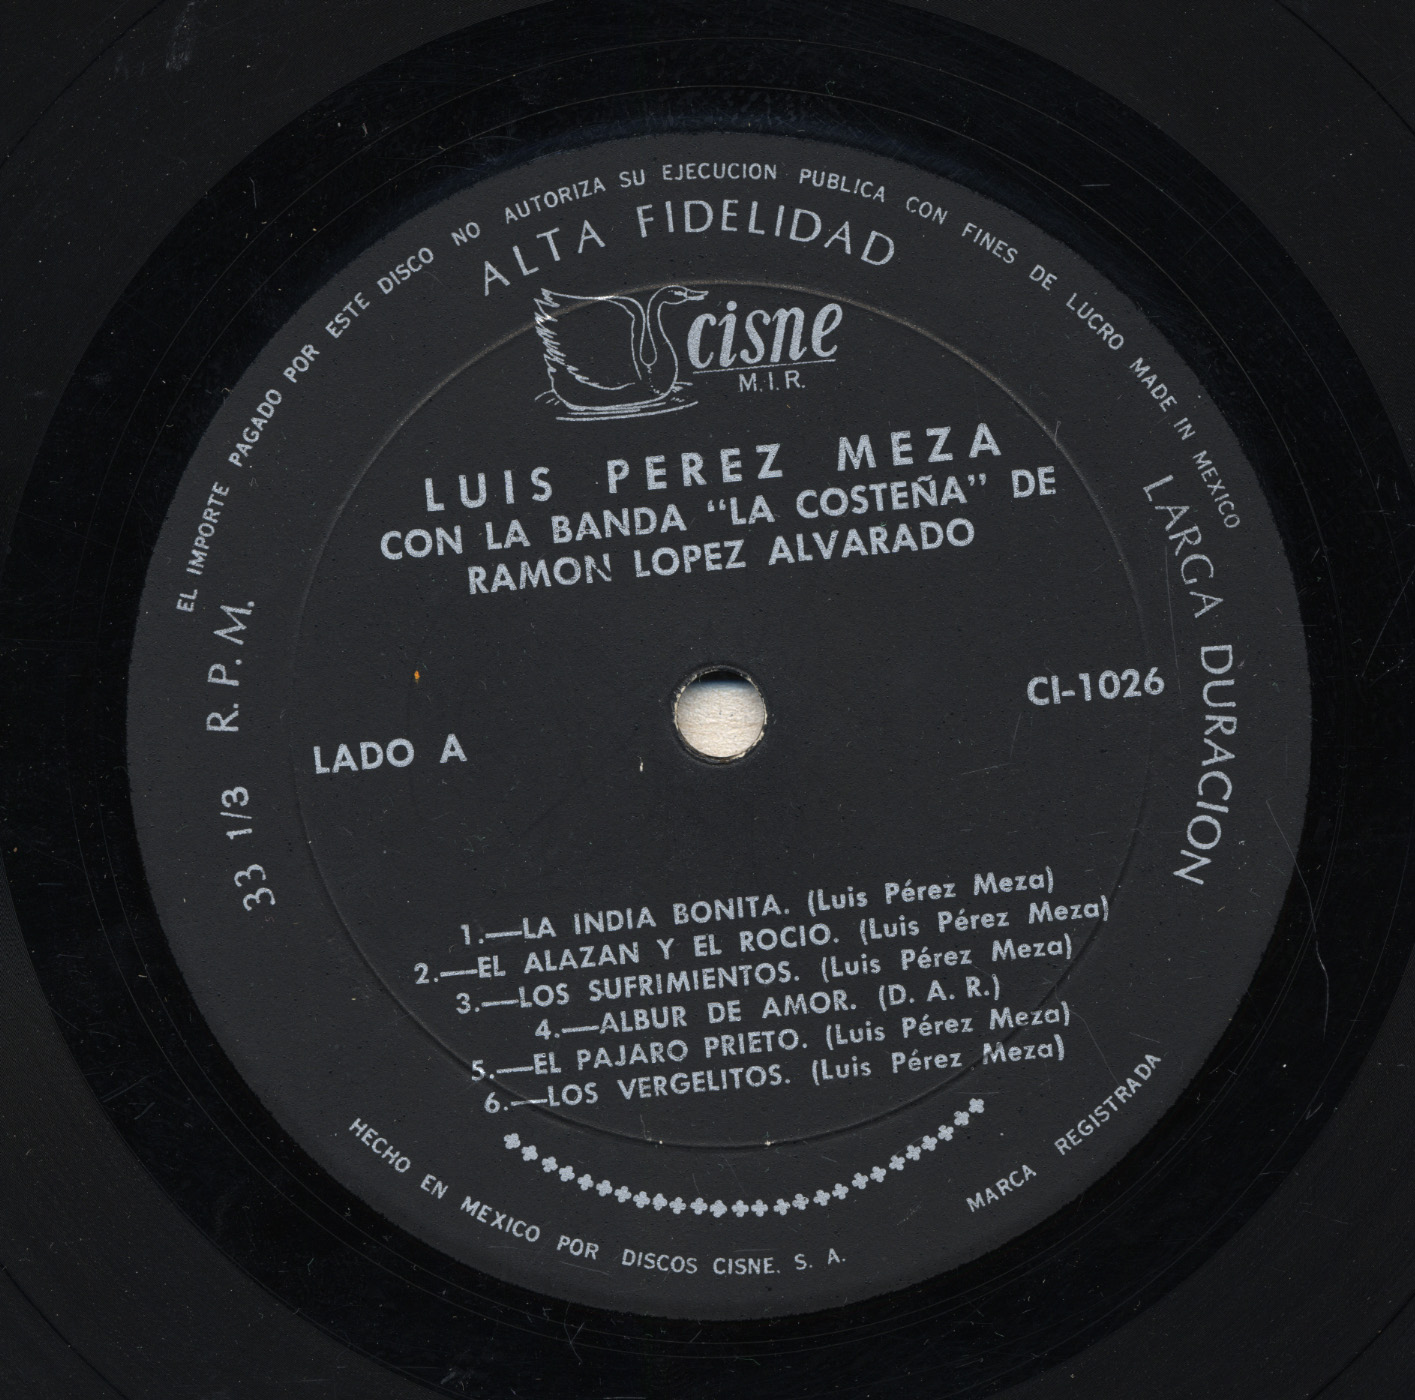 EL IMPORTE PAGADO POR ESTE DISCO NO AUTORIZA SU EJECUCION PUBLICA CON FINES DE LUCRO MADE IN MEXICO
ALTA FIDELIDAD
cisne
M.I.R.
LUIS PEREZ MEZA
CON LA BANDA “LA COSTEÑA” DE
RAMON LOPEZ ALVARADO
33 1/3 R.P.M.
LARGA DURACION
CI-1026
LADO A
1.—LA INDIA BONITA. (Luis Pérez Meza)
2.—EL ALAZAN Y EL ROCIO. (Luis Pérez Meza)
3.—LOS SUFRIMIENTOS. (Luis Pérez Meza)
4.—ALBUR DE AMOR. (D. A. R.)
5.—EL PAJARO PRIETO. (Luis Pérez Meza)
6.—LOS VERGELITOS. (Luis Pérez Meza)
HECHO EN MEXICO POR DISCOS CISNE. S. A.
MARCA REGISTRADA